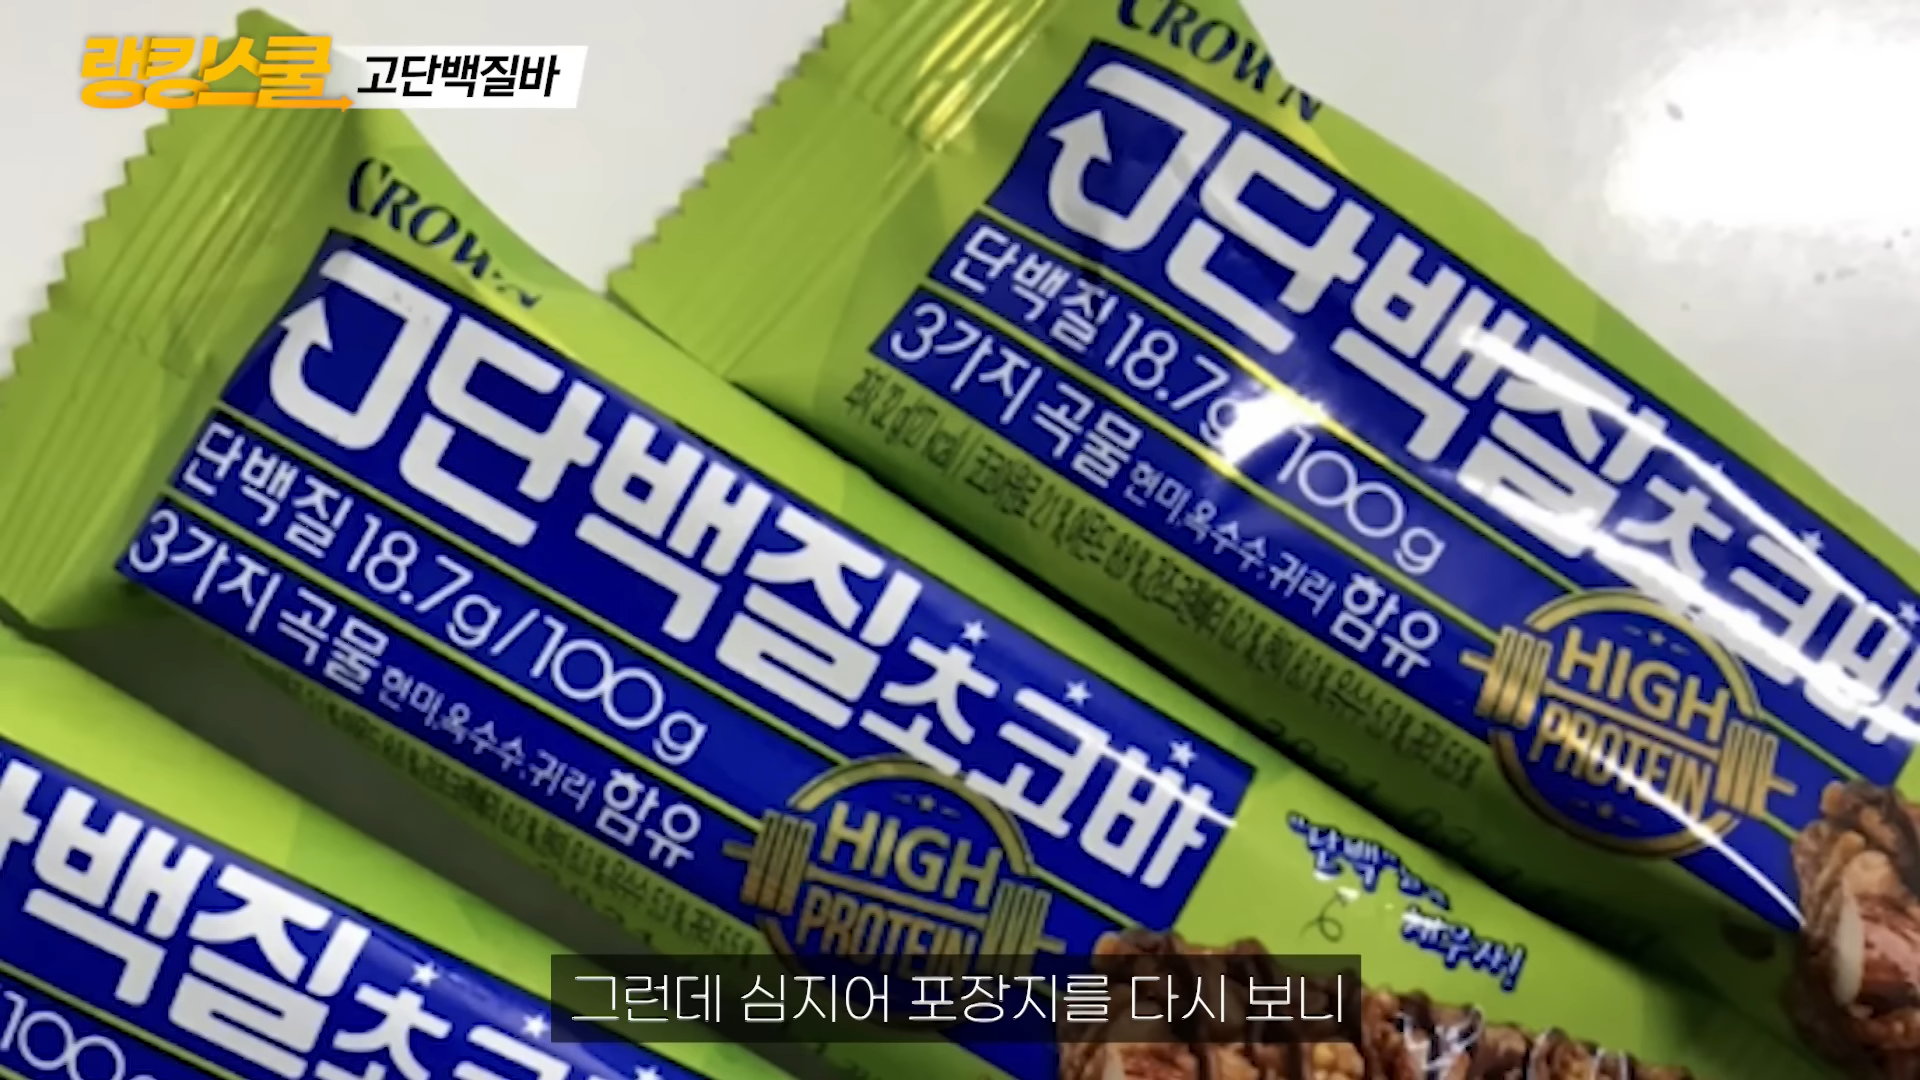 랭킹스쿨 고단백질바
CROWN
고단백질초코바
단백질 18.7g/100g
3가지 곡물 현미,옥수수,귀리 함유
HIGH
PROTEIN
CROWN
고단백질초코바
단백질 18.7g/100g
3가지 곡물 현미,옥수수,귀리 함유
HIGH
PROTEIN
백질초코
100g
그런데 심지어 포장지를 다시 보니